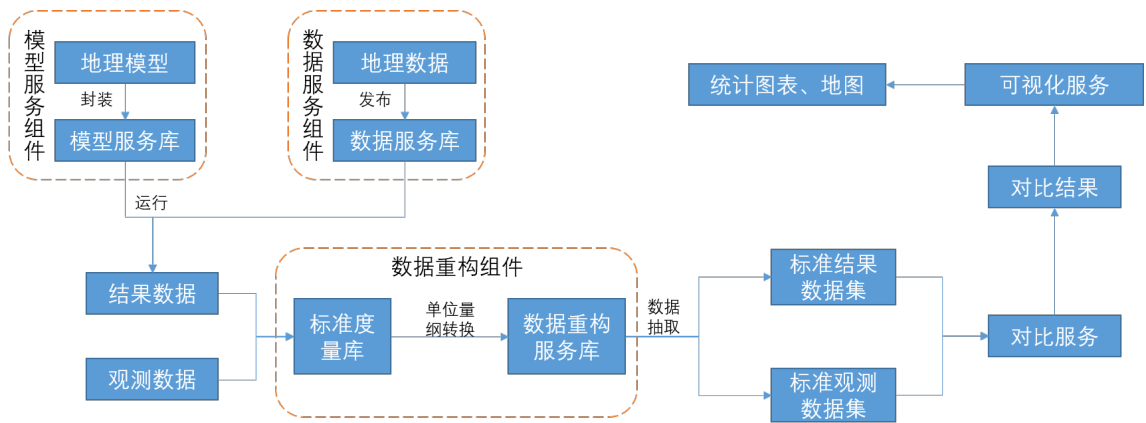 模型服务组件
地理模型
封装
模型服务库
数据服务组件
地理数据
发布
数据服务库
运行
结果数据
观测数据
数据重构组件
标准度
量库
单位量
纲转换
数据重构
服务库
数据
抽取
标准结果
数据集
标准观测
数据集
对比服务
对比结果
可视化服务
统计图表、地图